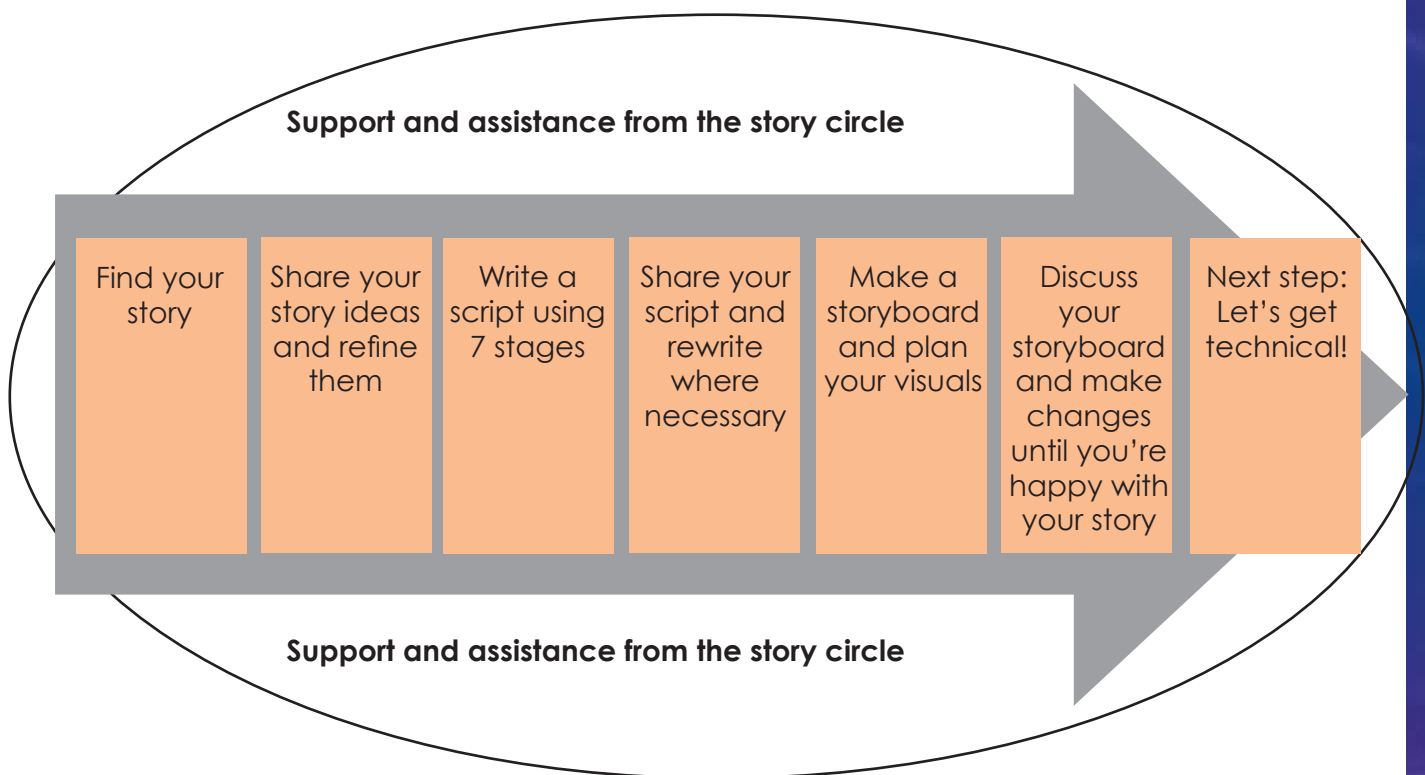 Support and assistance from the story circle
Find your
story
Share your
story ideas
and refine
them
Write a
script using
7 stages
Share your
script and
rewrite
where
necessary
Make a
storyboard
and plan
your visuals
Discuss
your
storyboard
and make
changes
until you’re
happy with
your story
Next step:
Let’s get
technical!
Support and assistance from the story circle